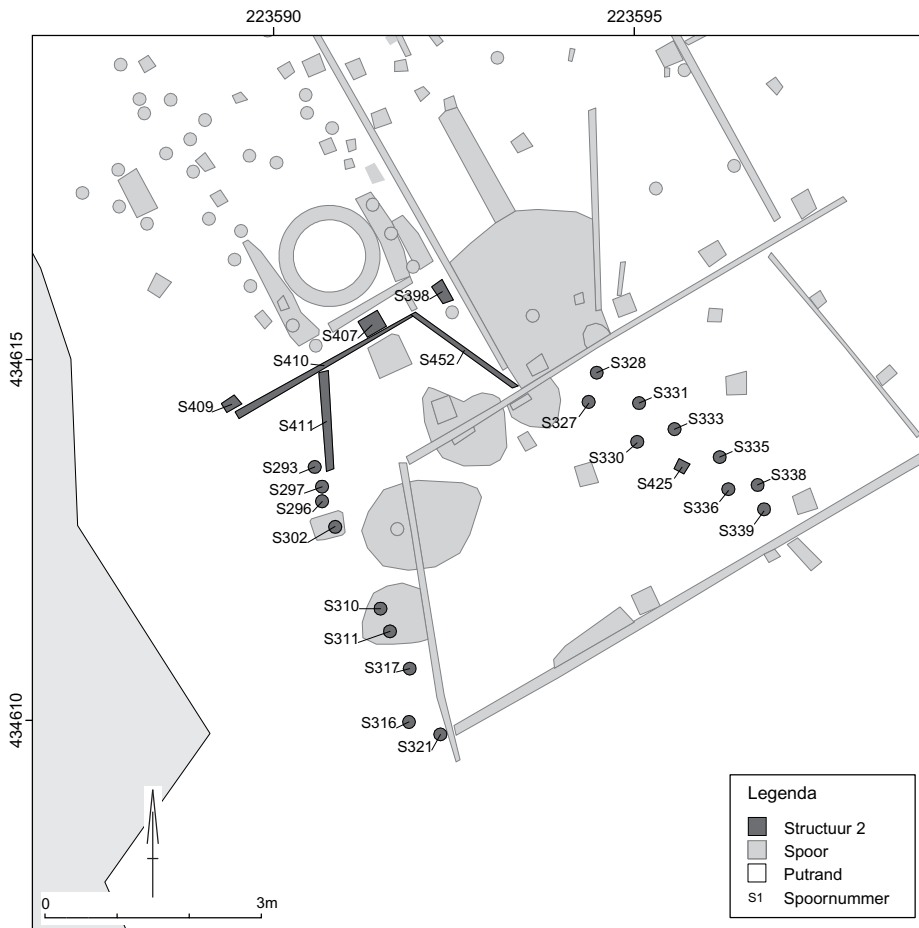 223590
223595
434615
434610
S398
S407
S410
S452
S409
S411
S328
S331
S327
S333
S330
S335
S425
S338
S336
S339
S293
S297
S296
S302
S310
S311
S317
S316
S321
0
3m
Legenda
Structuur 2
Spoor
Putrand
S1 Spoornummer